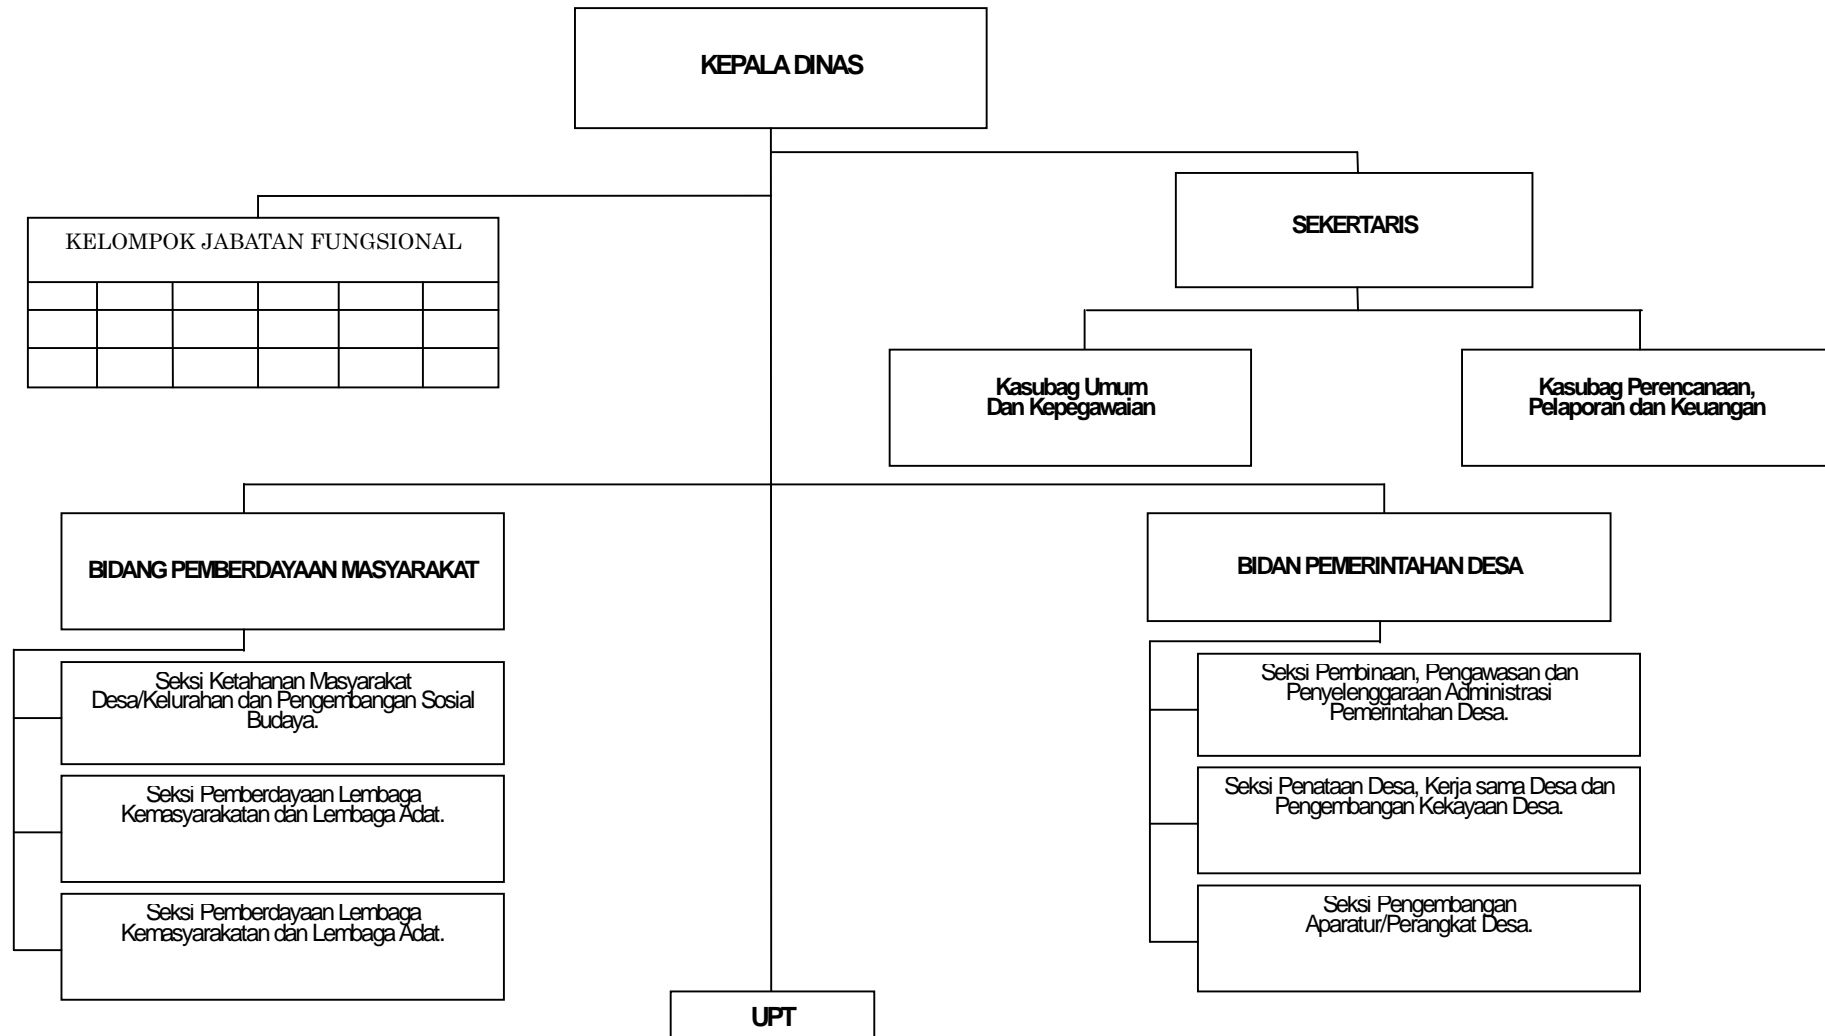 KEPALA DINAS
SEKERTARIS
KELOMPOK JABATAN FUNGSIONAL
Kasubag Umum
Dan Kepegawaian
Kasubag Perencanaan,
Pelaporan dan Keuangan
BIDANG PEMBERDAYAAN MASYARAKAT
BIDAN PEMERINTAHAN DESA
Seksi Ketahanan Masyarakat
Desa/Kelurahan dan Pengembangan Sosial
Budaya.
Seksi Pemberdayaan Lembaga
Kemasyarakatan dan Lembaga Adat.
Seksi Pemberdayaan Lembaga
Kemasyarakatan dan Lembaga Adat.
Seksi Pembinaan, Pengawasan dan
Penyelenggaraan Administrasi
Pemerintahan Desa.
Seksi Penataan Desa, Kerja sama Desa dan
Pengembangan Kekayaan Desa.
Seksi Pengembangan
Aparatur/Perangkat Desa.
UPT